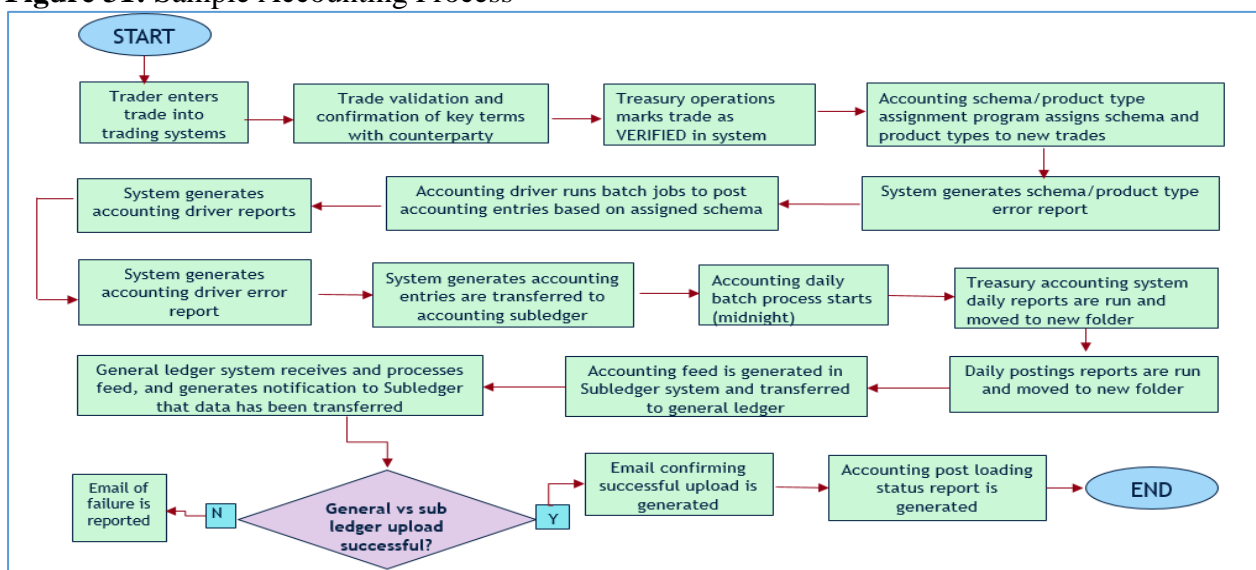 Figure 31: Sample Accounting Process
START
Trader enters
trade into
trading systems
Trade validation and
confirmation of key terms
with counterparty
Treasury operations
marks trade as
VERIFIED in system
Accounting schema/product type
assignment program assigns schema and
product types to new trades
System generates schema/product type
error report
Accounting driver runs batch jobs to post
accounting entries based on assigned schema
System generates
accounting driver reports
System generates
accounting driver error
report
System generates accounting
entries are transferred to
accounting subledger
Accounting daily
batch process starts
(midnight)
Treasury accounting system
daily reports are run and
moved to new folder
Daily postings reports are run
and moved to new folder
Accounting feed is generated in
Subledger system and transferred
to general ledger
General ledger system receives and processes
feed, and generates notification to Subledger
that data has been transferred
General vs sub
ledger upload
successful?
N
Email of
failure is
reported
Y
Email confirming
successful upload is
generated
Accounting post loading
status report is
generated
END